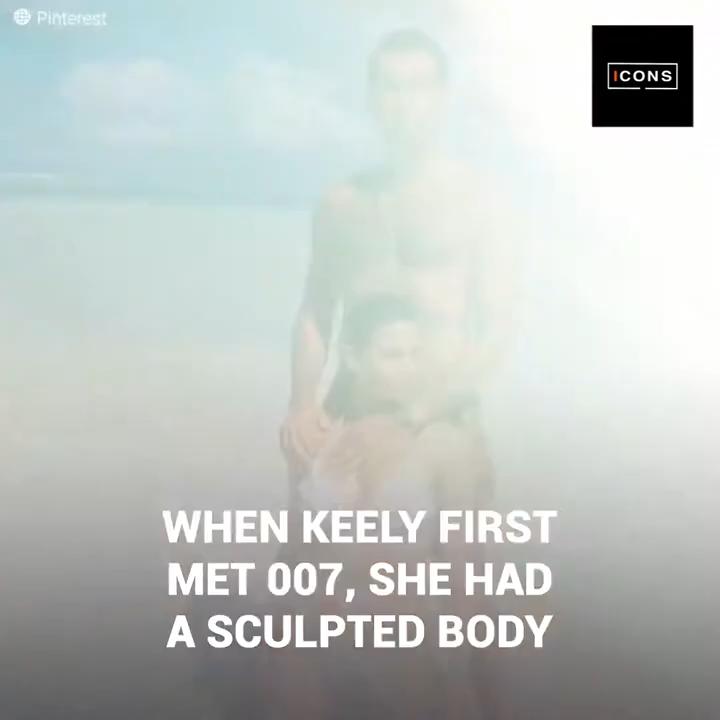 Pinterest
ICONS
WHEN KEELY FIRST
MET 007, SHE HAD
A SCULPTED BODY